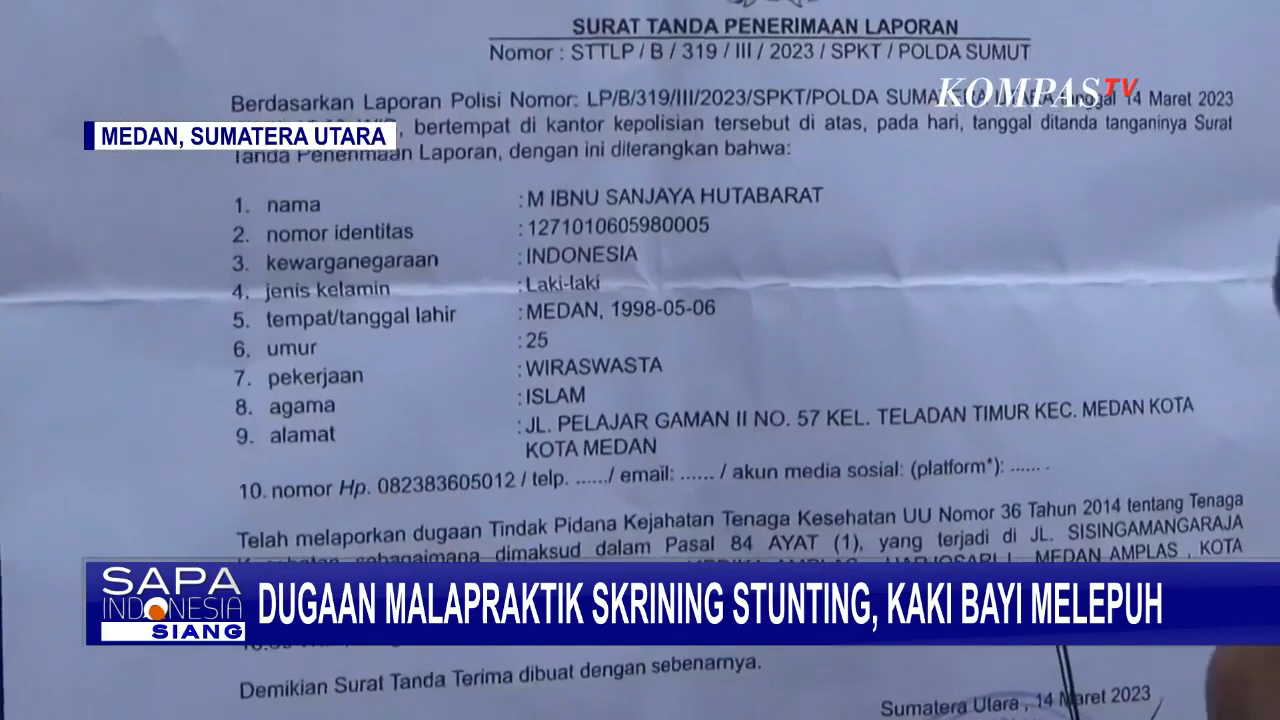 SURAT TANDA PENERIMAAN LAPORAN
Nomor : STTLP / B / 319 / III / 2023 / SPKT / POLDA SUMUT
KOMPAS TV
Berdasarkan Laporan Polisi Nomor: LP/B/319/III/2023/SPKT/POLDA SUMATERA UTARA tanggal 14 Maret 2023
MEDAN, SUMATERA UTARA
, bertempat di kantor kepolisian tersebut di atas, pada hari, tanggal ditanda tanganinya Surat
Tanda Penerimaan Laporan, dengan ini diterangkan bahwa:
1. nama : M IBNU SANJAYA HUTABARAT
2. nomor identitas : 1271010605980005
3. kewarganegaraan : INDONESIA
4. jenis kelamin : Laki-laki
5. tempat/tanggal lahir : MEDAN, 1998-05-06
6. umur : 25
7. pekerjaan : WIRASWASTA
8. agama : ISLAM
9. alamat : JL. PELAJAR GAMAN II NO. 57 KEL. TELADAN TIMUR KEC. MEDAN KOTA
KOTA MEDAN
10. nomor Hp. 082383605012 / telp. ....../ email: ...... / akun media sosial: (platform*): ...... .
Telah melaporkan dugaan Tindak Pidana Kejahatan Tenaga Kesehatan UU Nomor 36 Tahun 2014 tentang Tenaga
Kesehatan sebagaimana dimaksud dalam Pasal 84 AYAT (1), yang terjadi di JL. SISINGAMANGARAJA
MEDAN AMPLAS , KOTA
SAPA
INDONESIA
SIANG
DUGAAN MALAPRAKTIK SKRINING STUNTING, KAKI BAYI MELEPUH
Demikian Surat Tanda Terima dibuat dengan sebenarnya.
Sumatera Utara , 14 Maret 2023